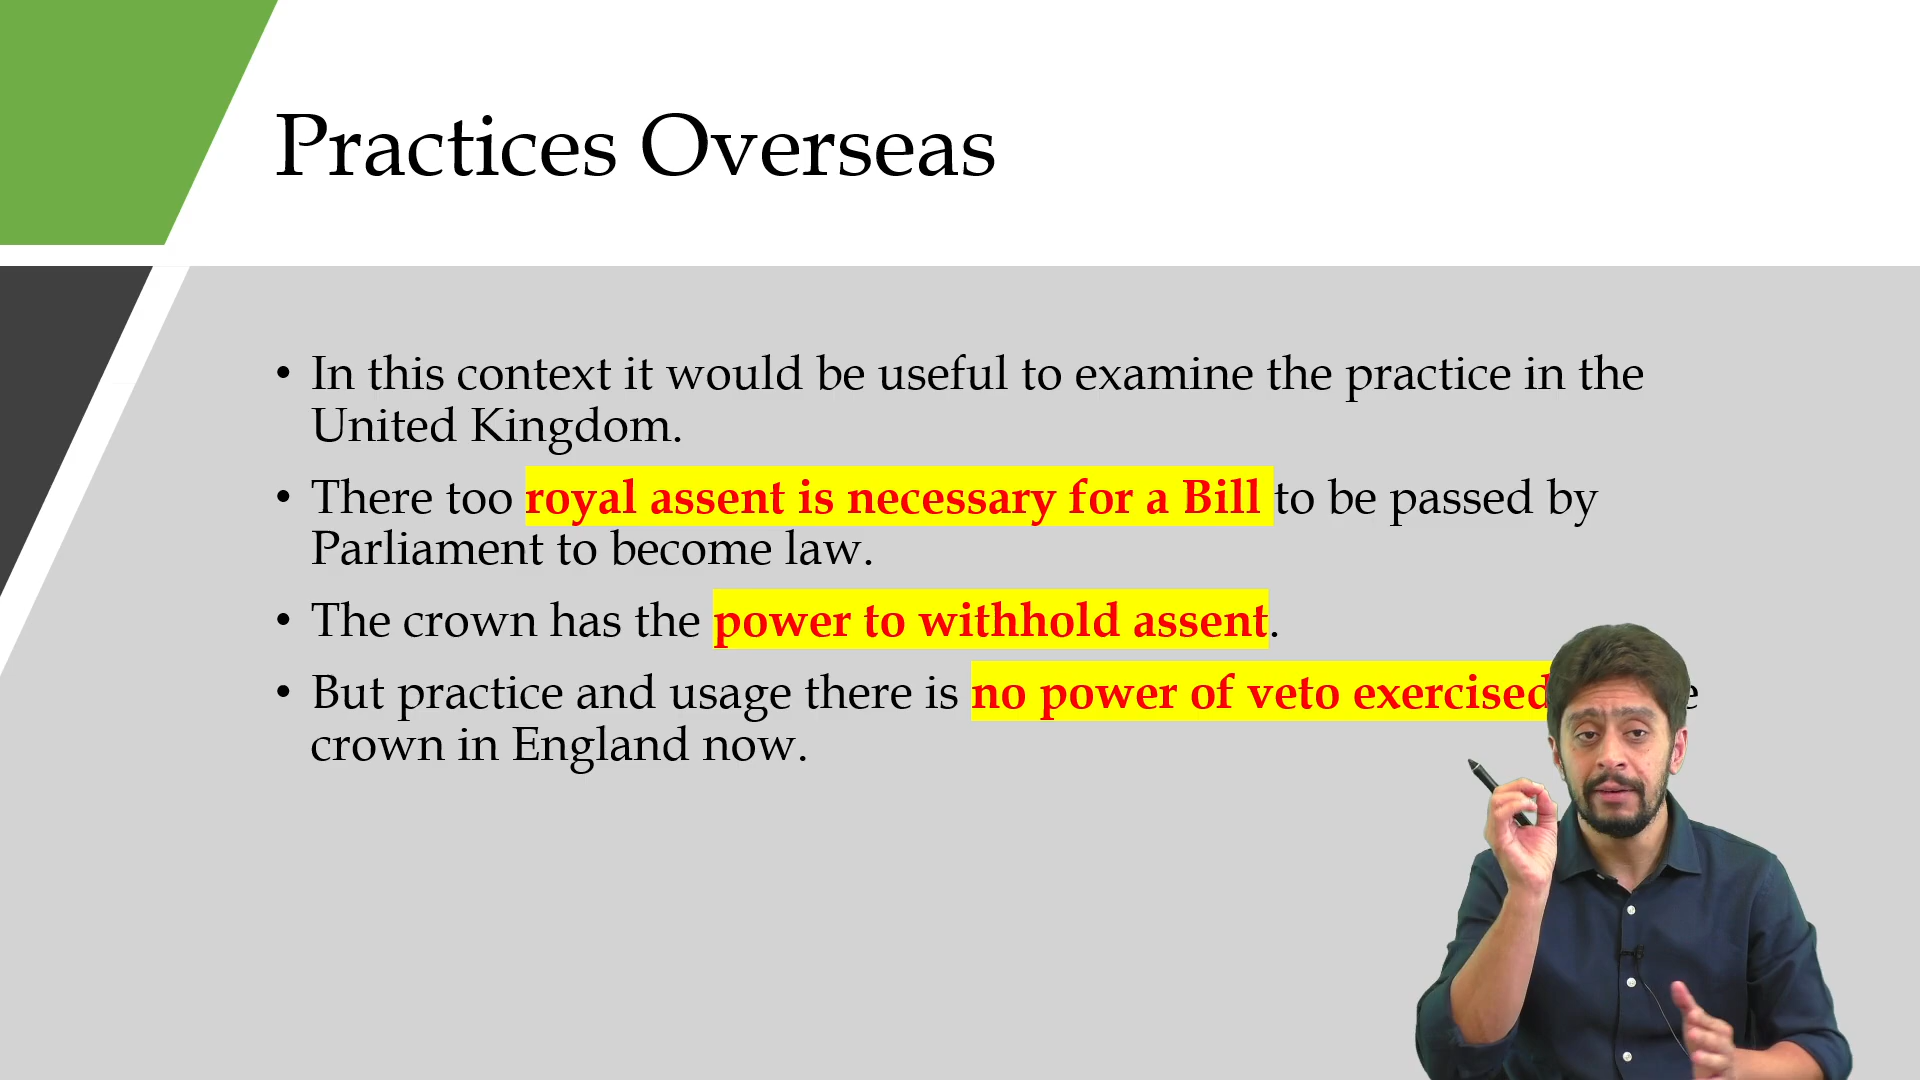 Practices Overseas
• In this context it would be useful to examine the practice in the
United Kingdom.
• There too royal assent is necessary for a Bill to be passed by
Parliament to become law.
• The crown has the power to withhold assent.
• But practice and usage there is no power of veto exercised
crown in England now.